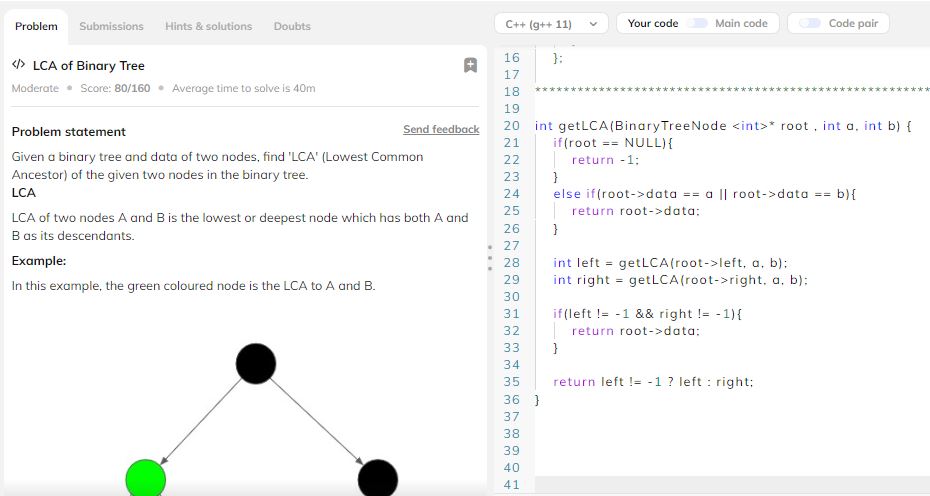 Problem
Submissions
Hints & solutions
Doubts
</> LCA of Binary Tree
Moderate • Score: 80/160 • Average time to solve is 40m
Problem statement
Send feedback
Given a binary tree and data of two nodes, find 'LCA' (Lowest Common
Ancestor) of the given two nodes in the binary tree.
LCA
LCA of two nodes A and B is the lowest or deepest node which has both A and
B as its descendants.
Example:
In this example, the green coloured node is the LCA to A and B.
C++ (g++ 11)
Your code
Main code
Code pair
16 };
17
18 *******************************************************
19
20 int getLCA(BinaryTreeNode <int>* root , int a, int b) {
21 if(root == NULL){
22 return -1;
23 }
24 else if(root->data == a || root->data == b){
25 return root->data;
26 }
27
28 int left = getLCA(root->left, a, b);
29 int right = getLCA(root->right, a, b);
30
31 if(left != -1 && right != -1){
32 return root->data;
33 }
34
35 return left != -1 ? left : right;
36 }
37
38
39
40
41